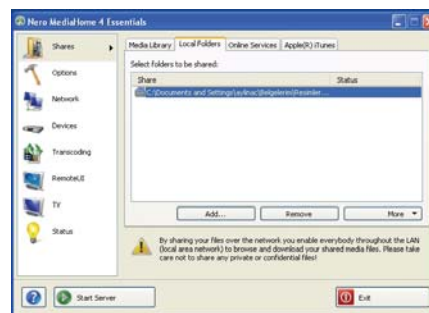 Nero MediaHome 4 Essentials
Shares
Options
Network
Devices
Transcoding
RemoteUI
TV
Status
Media Library
Local Folders
Online Services
Apple(R) iTunes
Select folders to be shared:
Share
Status
C:\Documents and Settings\aylinac\Belgelerim\Resimler...
Add...
Remove
More
By sharing your files over the network you enable everybody throughout the LAN
(local area network) to browse and download your shared media files. Please take
care not to share any private or confidential files!
Start Server
Exit